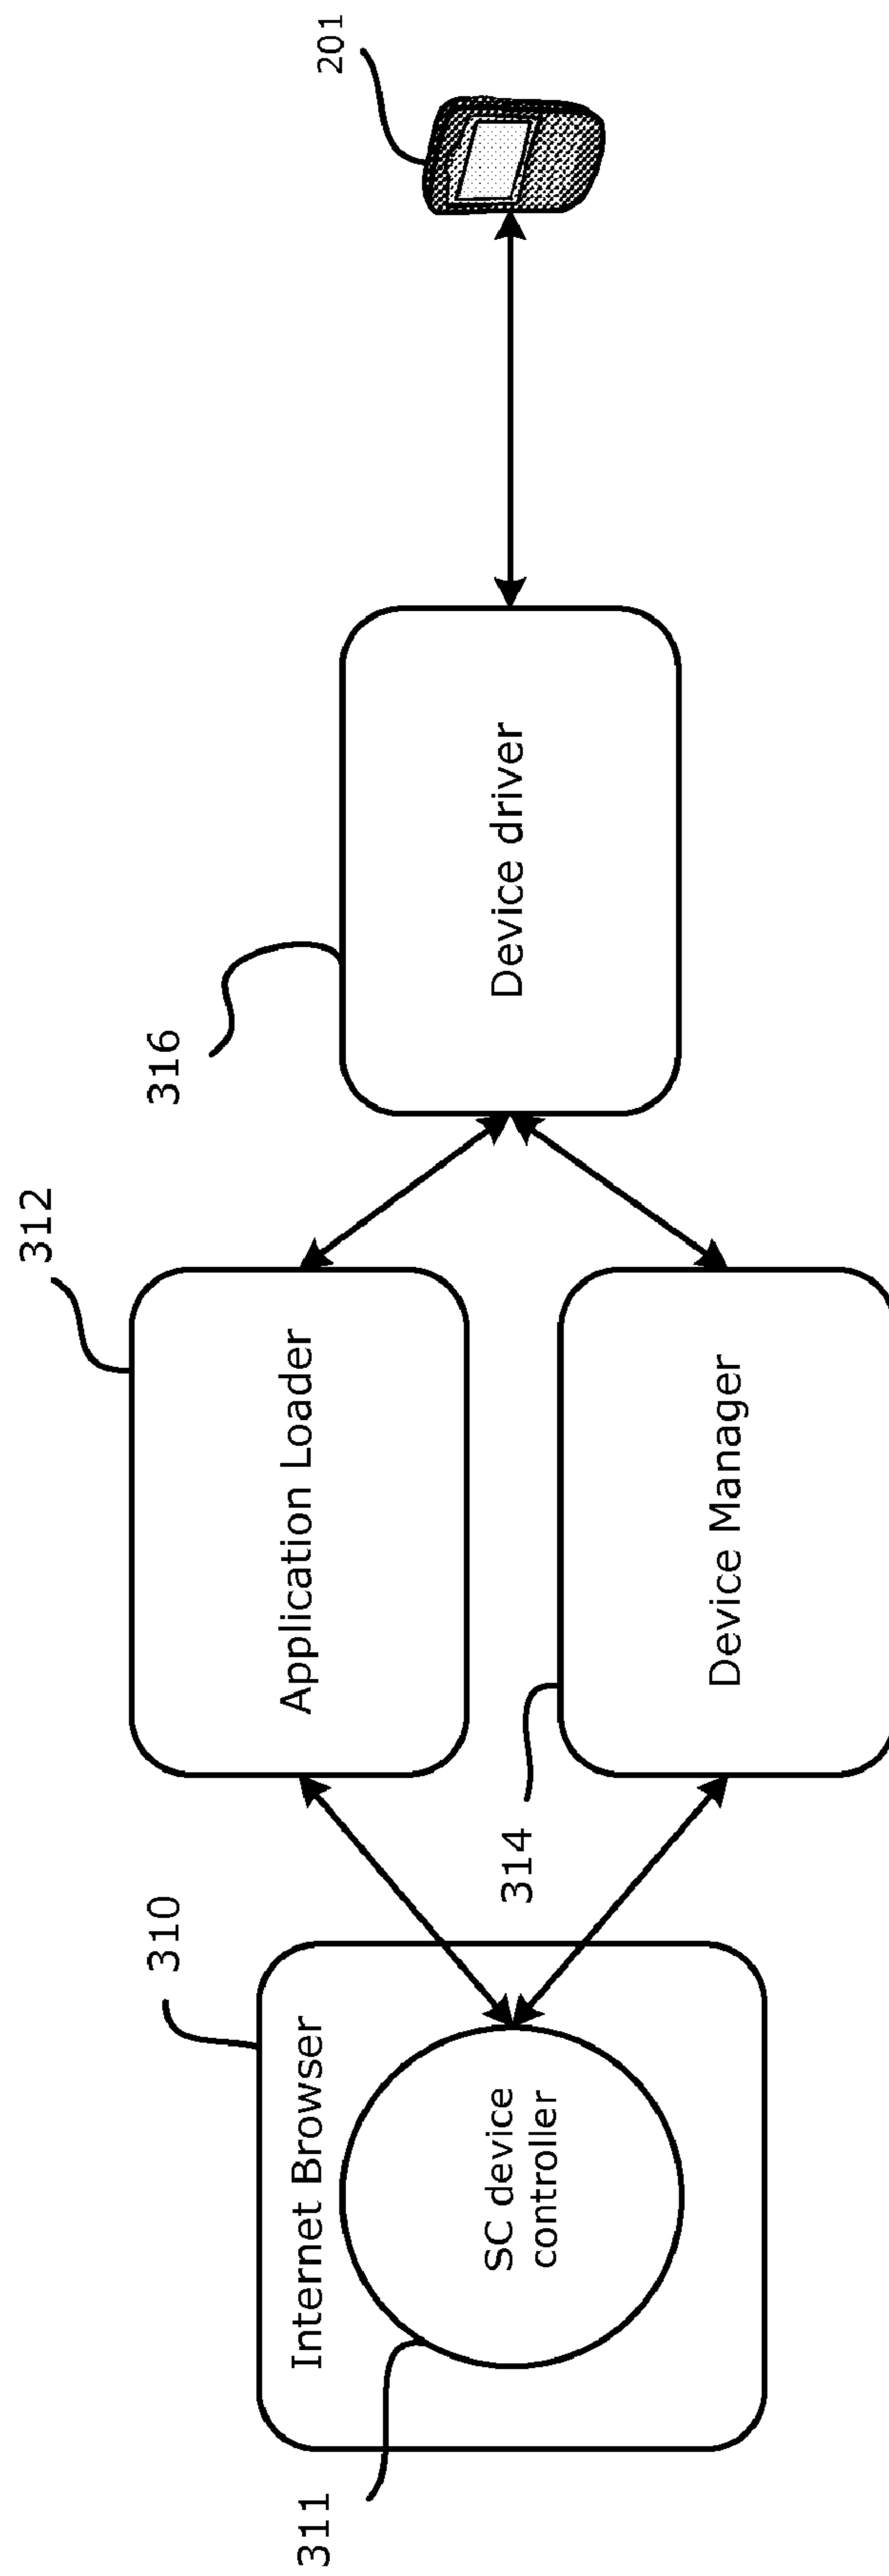 310
Internet Browser
SC device
controller
311
312
Application Loader
314
Device Manager
316
Device driver
201